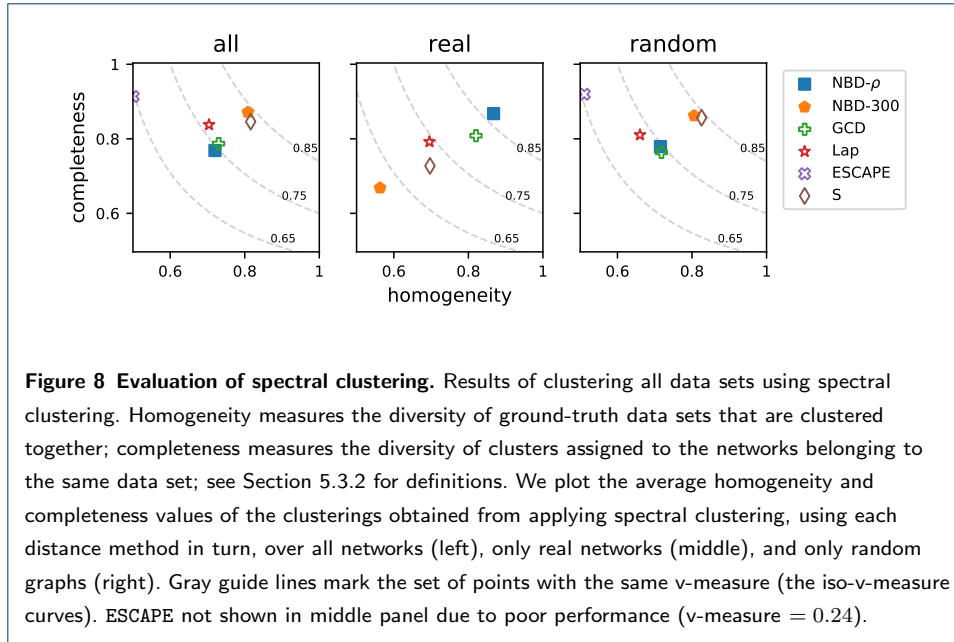 all real random
1
0.8
0.6
completeness
0.85
0.75
0.65
0.6 0.8 1
0.85
0.75
0.65
0.6 0.8 1
homogeneity
0.85
0.75
0.65
0.6 0.8 1
NBD-ρ
NBD-300
GCD
Lap
ESCAPE
S
Figure 8 Evaluation of spectral clustering. Results of clustering all data sets using spectral
clustering. Homogeneity measures the diversity of ground-truth data sets that are clustered
together; completeness measures the diversity of clusters assigned to the networks belonging to
the same data set; see Section 5.3.2 for definitions. We plot the average homogeneity and
completeness values of the clusterings obtained from applying spectral clustering, using each
distance method in turn, over all networks (left), only real networks (middle), and only random
graphs (right). Gray guide lines mark the set of points with the same v-measure (the iso-v-measure
curves). ESCAPE not shown in middle panel due to poor performance (v-measure = 0.24).